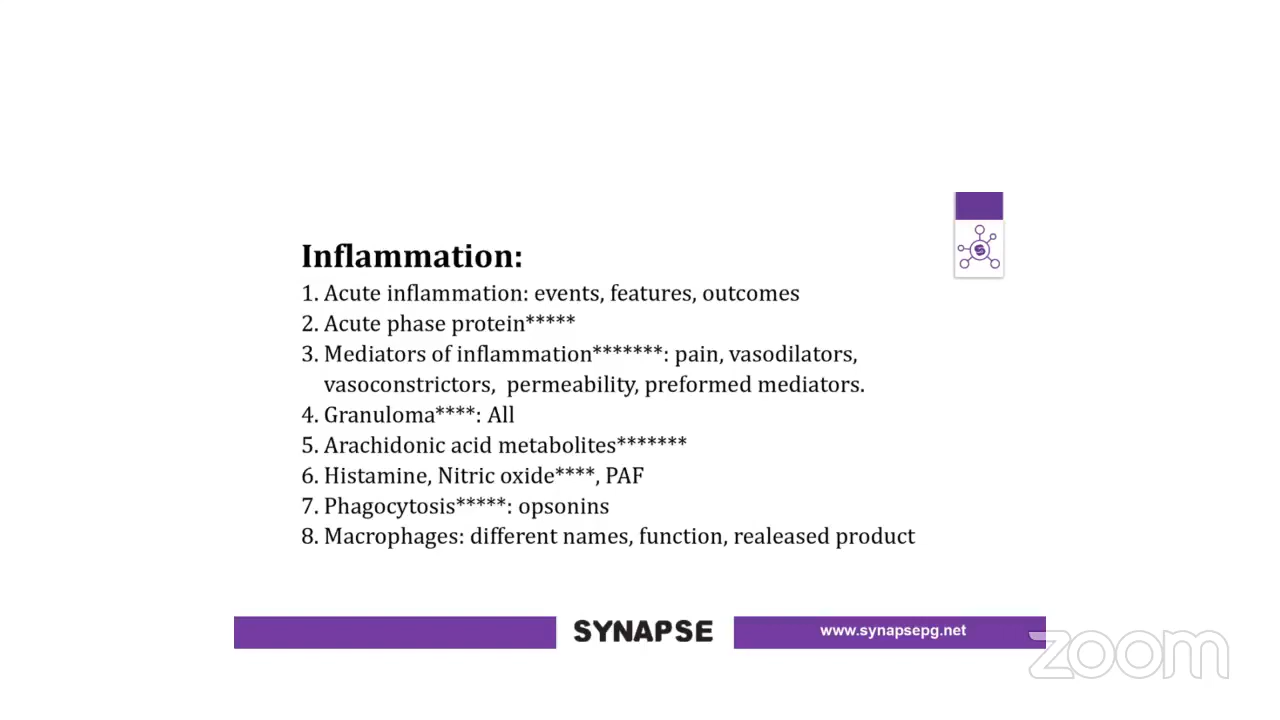 Inflammation:
1. Acute inflammation: events, features, outcomes
2. Acute phase protein*****
3. Mediators of inflammation*******: pain, vasodilators,
vasoconstrictors, permeability, preformed mediators.
4. Granuloma****: All
5. Arachidonic acid metabolites*******
6. Histamine, Nitric oxide****, PAF
7. Phagocytosis*****: opsonins
8. Macrophages: different names, function, realeased product
S
SYNAPSE
www.synapsepg.net
zoom